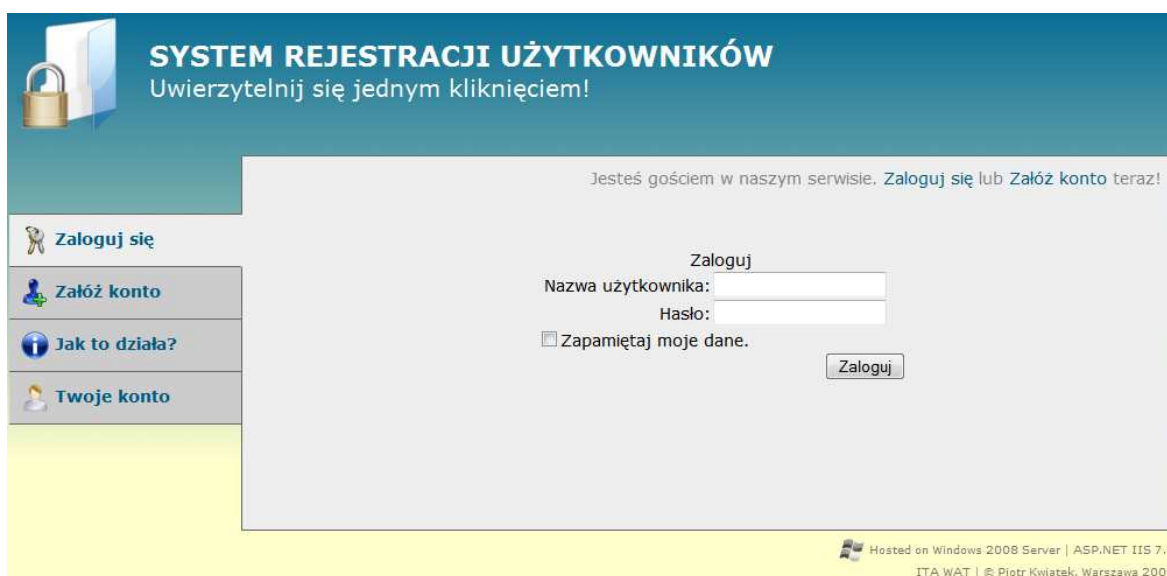 SYSTEM REJESTRACJI UŻYTKOWNIKÓW
Uwierzytelnij się jednym kliknięciem!
Jesteś gościem w naszym serwisie. Zaloguj się lub Załóż konto teraz!
Zaloguj się
Załóż konto
Jak to działa?
Twoje konto
Zaloguj
Nazwa użytkownika:
Hasło:
Zapamiętaj moje dane.
Zaloguj
Hosted on Windows 2008 Server | ASP.NET IIS 7.
ITA WAT | © Piotr Kwiatek, Warszawa 200